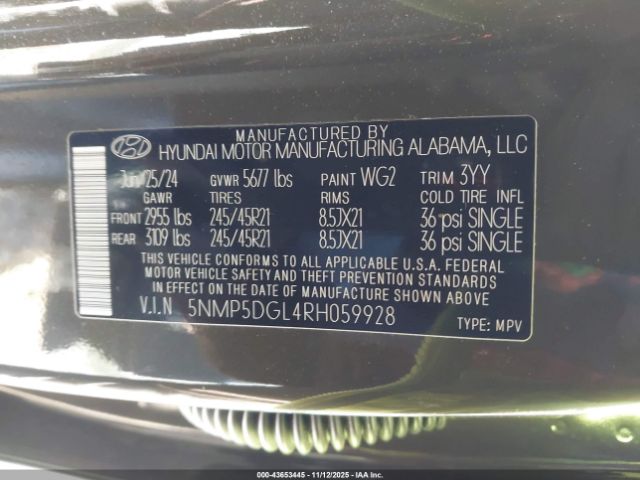 MANUFACTURED BY
HYUNDAI MOTOR MANUFACTURING ALABAMA, LLC
Jun/25/24 GVWR 5677 lbs PAINT WG2 TRIM 3YY
GAWR TIRES RIMS COLD TIRE INFL
FRONT 2955 lbs 245/45R21 8.5JX21 36 psi SINGLE
REAR 3109 lbs 245/45R21 8.5JX21 36 psi SINGLE
THIS VEHICLE CONFORMS TO ALL APPLICABLE U.S.A. FEDERAL
MOTOR VEHICLE SAFETY AND THEFT PREVENTION STANDARDS
IN EFFECT ON THE DATE OF MANUFACTURE SHOWN ABOVE.
V.I.N 5NMP5DGL4RH059928
TYPE: MPV
000-43653445 - 11/12/2025 - IAAI.com